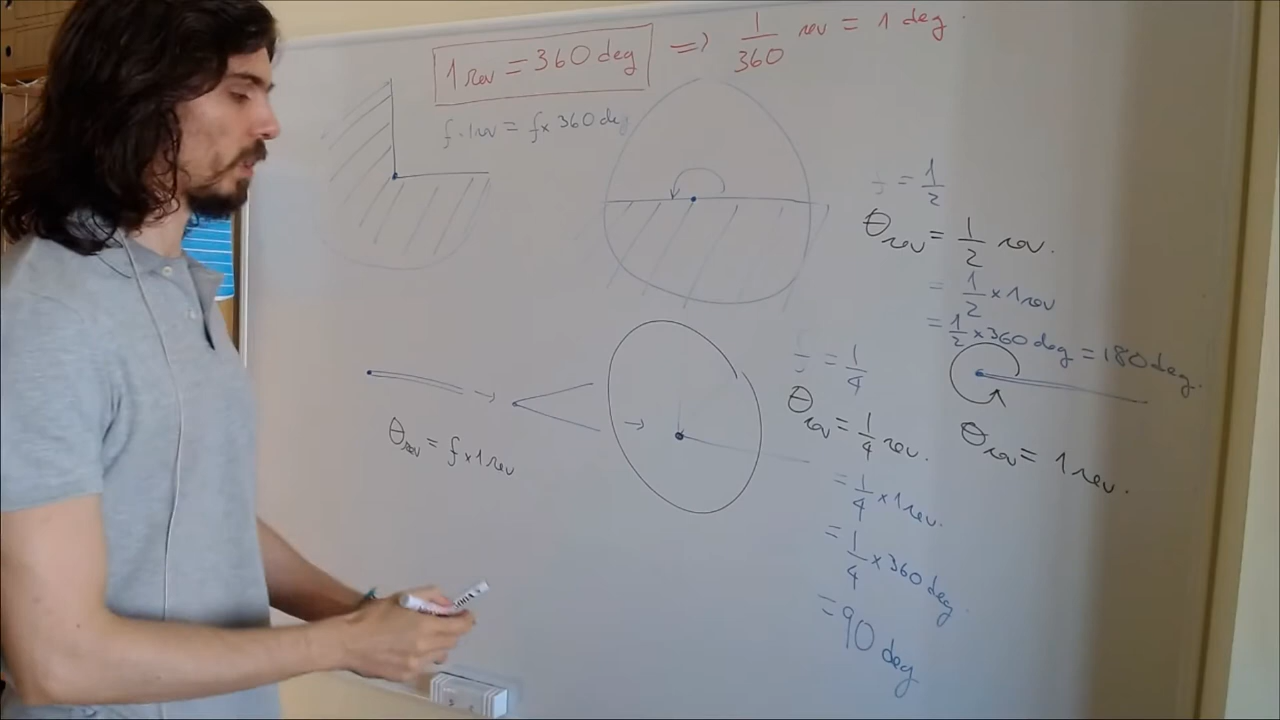 1 rev = 360 deg => 1/360 rev = 1 deg.
f · 1 rev = f x 360 deg
f = 1/2
θrev = 1/2 rev.
= 1/2 x 1 rev
= 1/2 x 360 deg = 180 deg.
θrev = 1 rev.
θrev = f x 1 rev
f = 1/4
θrev = 1/4 rev.
= 1/4 x 1 rev.
= 1/4 x 360 deg.
= 90 deg